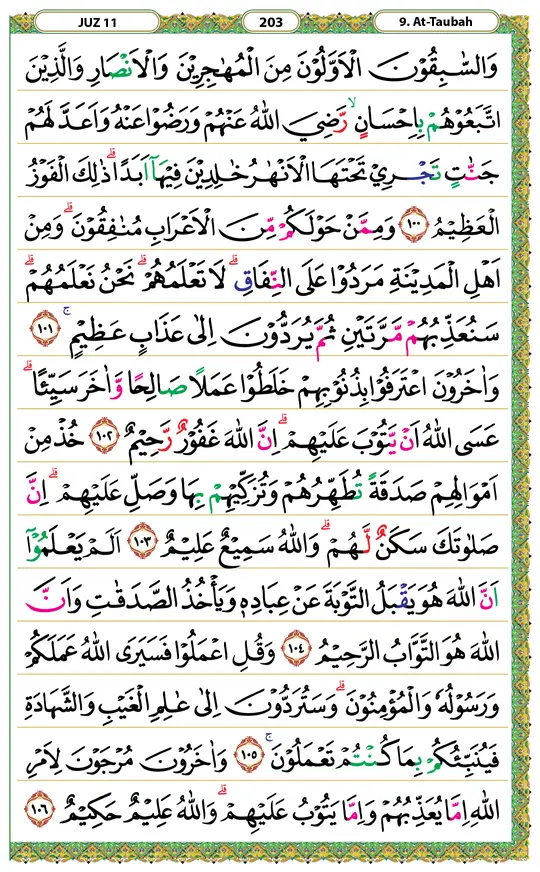 JUZ 11 203 9. At-Taubah
وَالسّٰبِقُوْنَ الْاَوَّلُوْنَ مِنَ الْمُهٰجِرِيْنَ وَالْاَنْصَارِ وَالَّذِيْنَ
اتَّبَعُوْهُمْ بِاِحْسَانٍۙ رَّضِيَ اللّٰهُ عَنْهُمْ وَرَضُوْا عَنْهُ وَاَعَدَّ لَهُمْ
جَنّٰتٍ تَجْرِيْ تَحْتَهَا الْاَنْهٰرُ خٰلِدِيْنَ فِيْهَآ اَبَدًاۗ ذٰلِكَ الْفَوْزُ
الْعَظِيْمُ ١٠٠ وَمِمَّنْ حَوْلَكُمْ مِّنَ الْاَعْرَابِ مُنٰفِقُوْنَۗ وَمِنْ
اَهْلِ الْمَدِيْنَةِ مَرَدُوْا عَلَى النِّفَاقِۗ لَا تَعْلَمُهُمْۗ نَحْنُ نَعْلَمُهُمْۗ
سَنُعَذِّبُهُمْ مَّرَّتَيْنِ ثُمَّ يُرَدُّوْنَ اِلٰى عَذَابٍ عَظِيْمٍۚ ١٠١
وَاٰخَرُوْنَ اعْتَرَفُوْا بِذُنُوْبِهِمْ خَلَطُوْا عَمَلًا صَالِحًا وَّاٰخَرَ سَيِّئًاۗ
عَسَى اللّٰهُ اَنْ يَّتُوْبَ عَلَيْهِمْۗ اِنَّ اللّٰهَ غَفُوْرٌ رَّحِيْمٌ ١٠٢ خُذْ مِنْ
اَمْوَالِهِمْ صَدَقَةً تُطَهِّرُهُمْ وَتُزَكِّيْهِمْ بِهَا وَصَلِّ عَلَيْهِمْۗ اِنَّ
صَلٰوتَكَ سَكَنٌ لَّهُمْۗ وَاللّٰهُ سَمِيْعٌ عَلِيْمٌ ١٠٣ اَلَمْ يَعْلَمُوْٓا
اَنَّ اللّٰهَ هُوَ يَقْبَلُ التَّوْبَةَ عَنْ عِبَادِهٖ وَيَأْخُذُ الصَّدَقٰتِ وَاَنَّ
اللّٰهَ هُوَ التَّوَّابُ الرَّحِيْمُ ١٠٤ وَقُلِ اعْمَلُوْا فَسَيَرَى اللّٰهُ عَمَلَكُمْ
وَرَسُوْلُهٗ وَالْمُؤْمِنُوْنَۗ وَسَتُرَدُّوْنَ اِلٰى عٰلِمِ الْغَيْبِ وَالشَّهَادَةِ
فَيُنَبِّئُكُمْ بِمَا كُنْتُمْ تَعْمَلُوْنَۚ ١٠٥ وَاٰخَرُوْنَ مُرْجَوْنَ لِاَمْرِ
اللّٰهِ اِمَّا يُعَذِّبُهُمْ وَاِمَّا يَتُوْبُ عَلَيْهِمْۗ وَاللّٰهُ عَلِيْمٌ حَكِيْمٌ ١٠٦